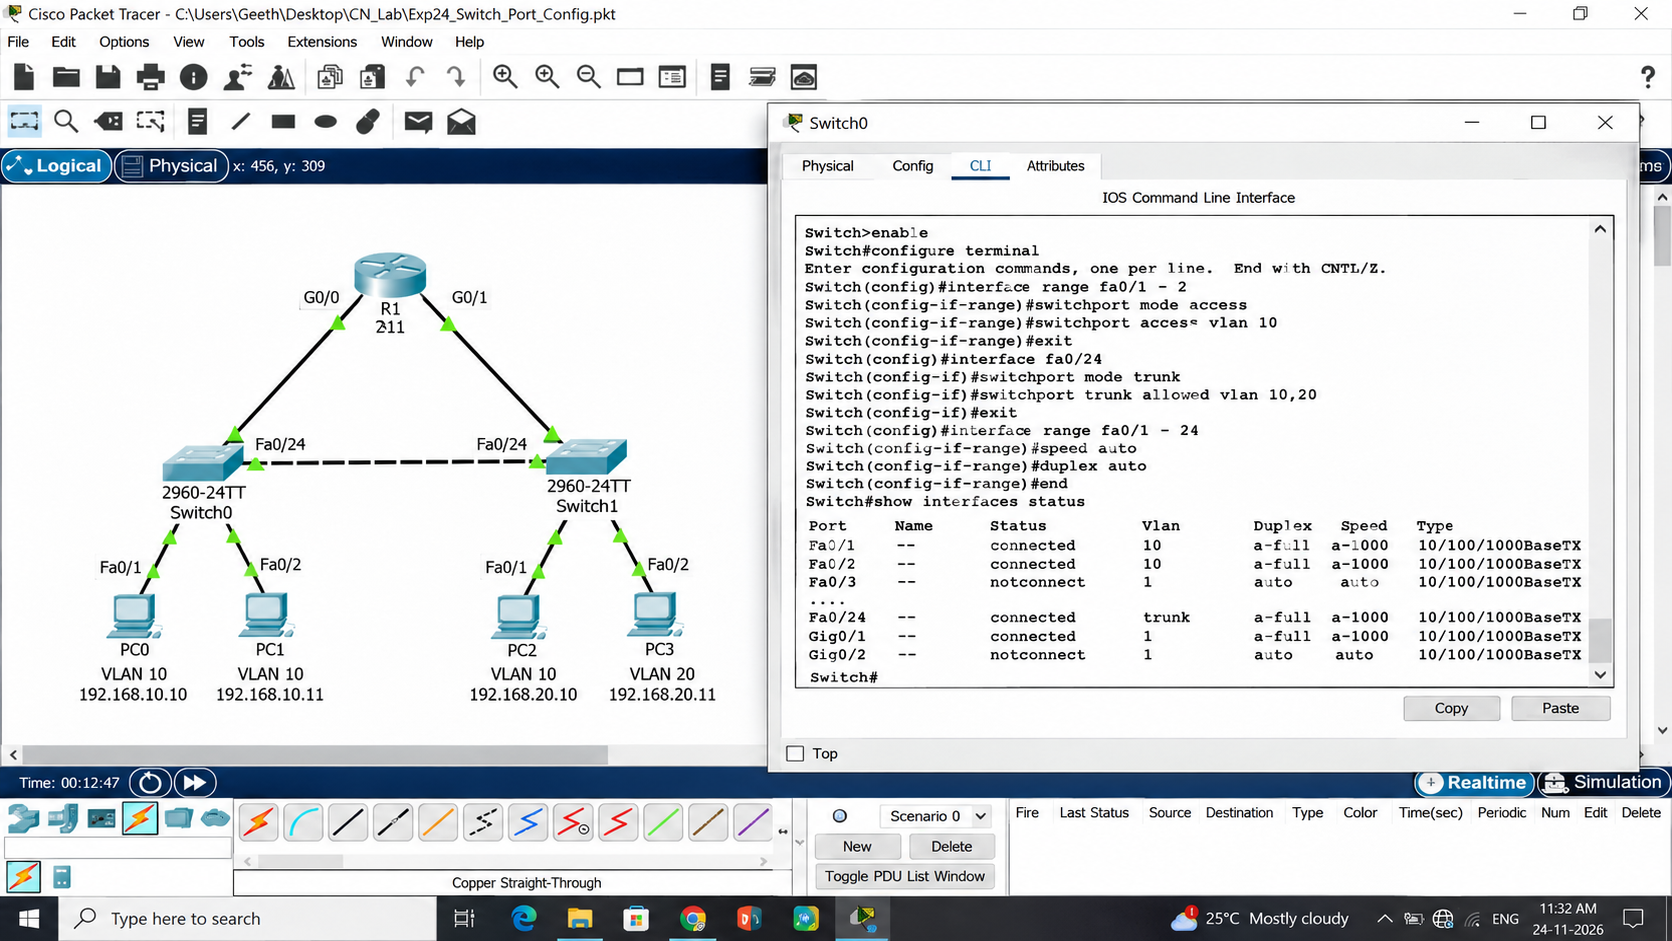 Cisco Packet Tracer - C:\Users\Geeth\Desktop\CN_Lab\Exp24_Switch_Port_Config.pkt
File Edit Options View Tools Extensions Window Help
Logical Physical x: 456, y: 309
G0/0 G0/1
R1
2911
Fa0/24 Fa0/24
2960-24TT
Switch0
2960-24TT
Switch1
Fa0/1 Fa0/2 Fa0/1 Fa0/2
PC0 PC1 PC2 PC3
VLAN 10 VLAN 10 VLAN 10 VLAN 20
192.168.10.10 192.168.10.11 192.168.20.10 192.168.20.11
Switch0
Physical Config CLI Attributes
ms
IOS Command Line Interface
Switch>enable
Switch#configure terminal
Enter configuration commands, one per line. End with CNTL/Z.
Switch(config)#interface range fa0/1 - 2
Switch(config-if-range)#switchport mode access
Switch(config-if-range)#switchport access vlan 10
Switch(config-if-range)#exit
Switch(config)#interface fa0/24
Switch(config-if)#switchport mode trunk
Switch(config-if)#switchport trunk allowed vlan 10,20
Switch(config-if)#exit
Switch(config)#interface range fa0/1 - 24
Switch(config-if-range)#speed auto
Switch(config-if-range)#duplex auto
Switch(config-if-range)#end
Switch#show interfaces status
Port Name Status Vlan Duplex Speed Type
Fa0/1 -- connected 10 a-full a-1000 10/100/1000BaseTX
Fa0/2 -- connected 10 a-full a-1000 10/100/1000BaseTX
Fa0/3 -- notconnect 1 auto auto 10/100/1000BaseTX
....
Fa0/24 -- connected trunk a-full a-1000 10/100/1000BaseTX
Gig0/1 -- connected 1 a-full a-1000 10/100/1000BaseTX
Gig0/2 -- notconnect 1 auto auto 10/100/1000BaseTX
Switch#
Copy Paste
Top
Time: 00:12:47
Realtime Simulation
Scenario 0
New Delete
Toggle PDU List Window
Fire Last Status Source Destination Type Color Time(sec) Periodic Num Edit Delete
Copper Straight-Through
Type here to search
25°C Mostly cloudy
ENG
11:32 AM
24-11-2026